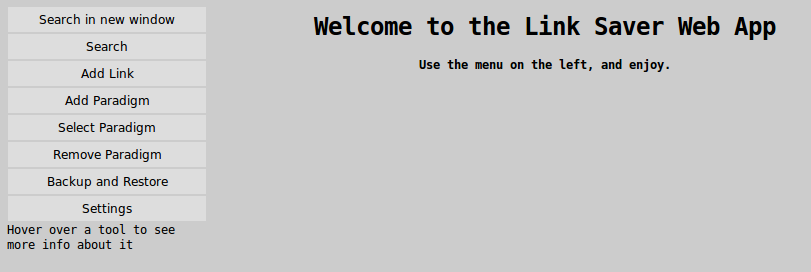 Search in new window
Search
Add Link
Add Paradigm
Select Paradigm
Remove Paradigm
Backup and Restore
Settings
Hover over a tool to see
more info about it
Welcome to the Link Saver Web App
Use the menu on the left, and enjoy.